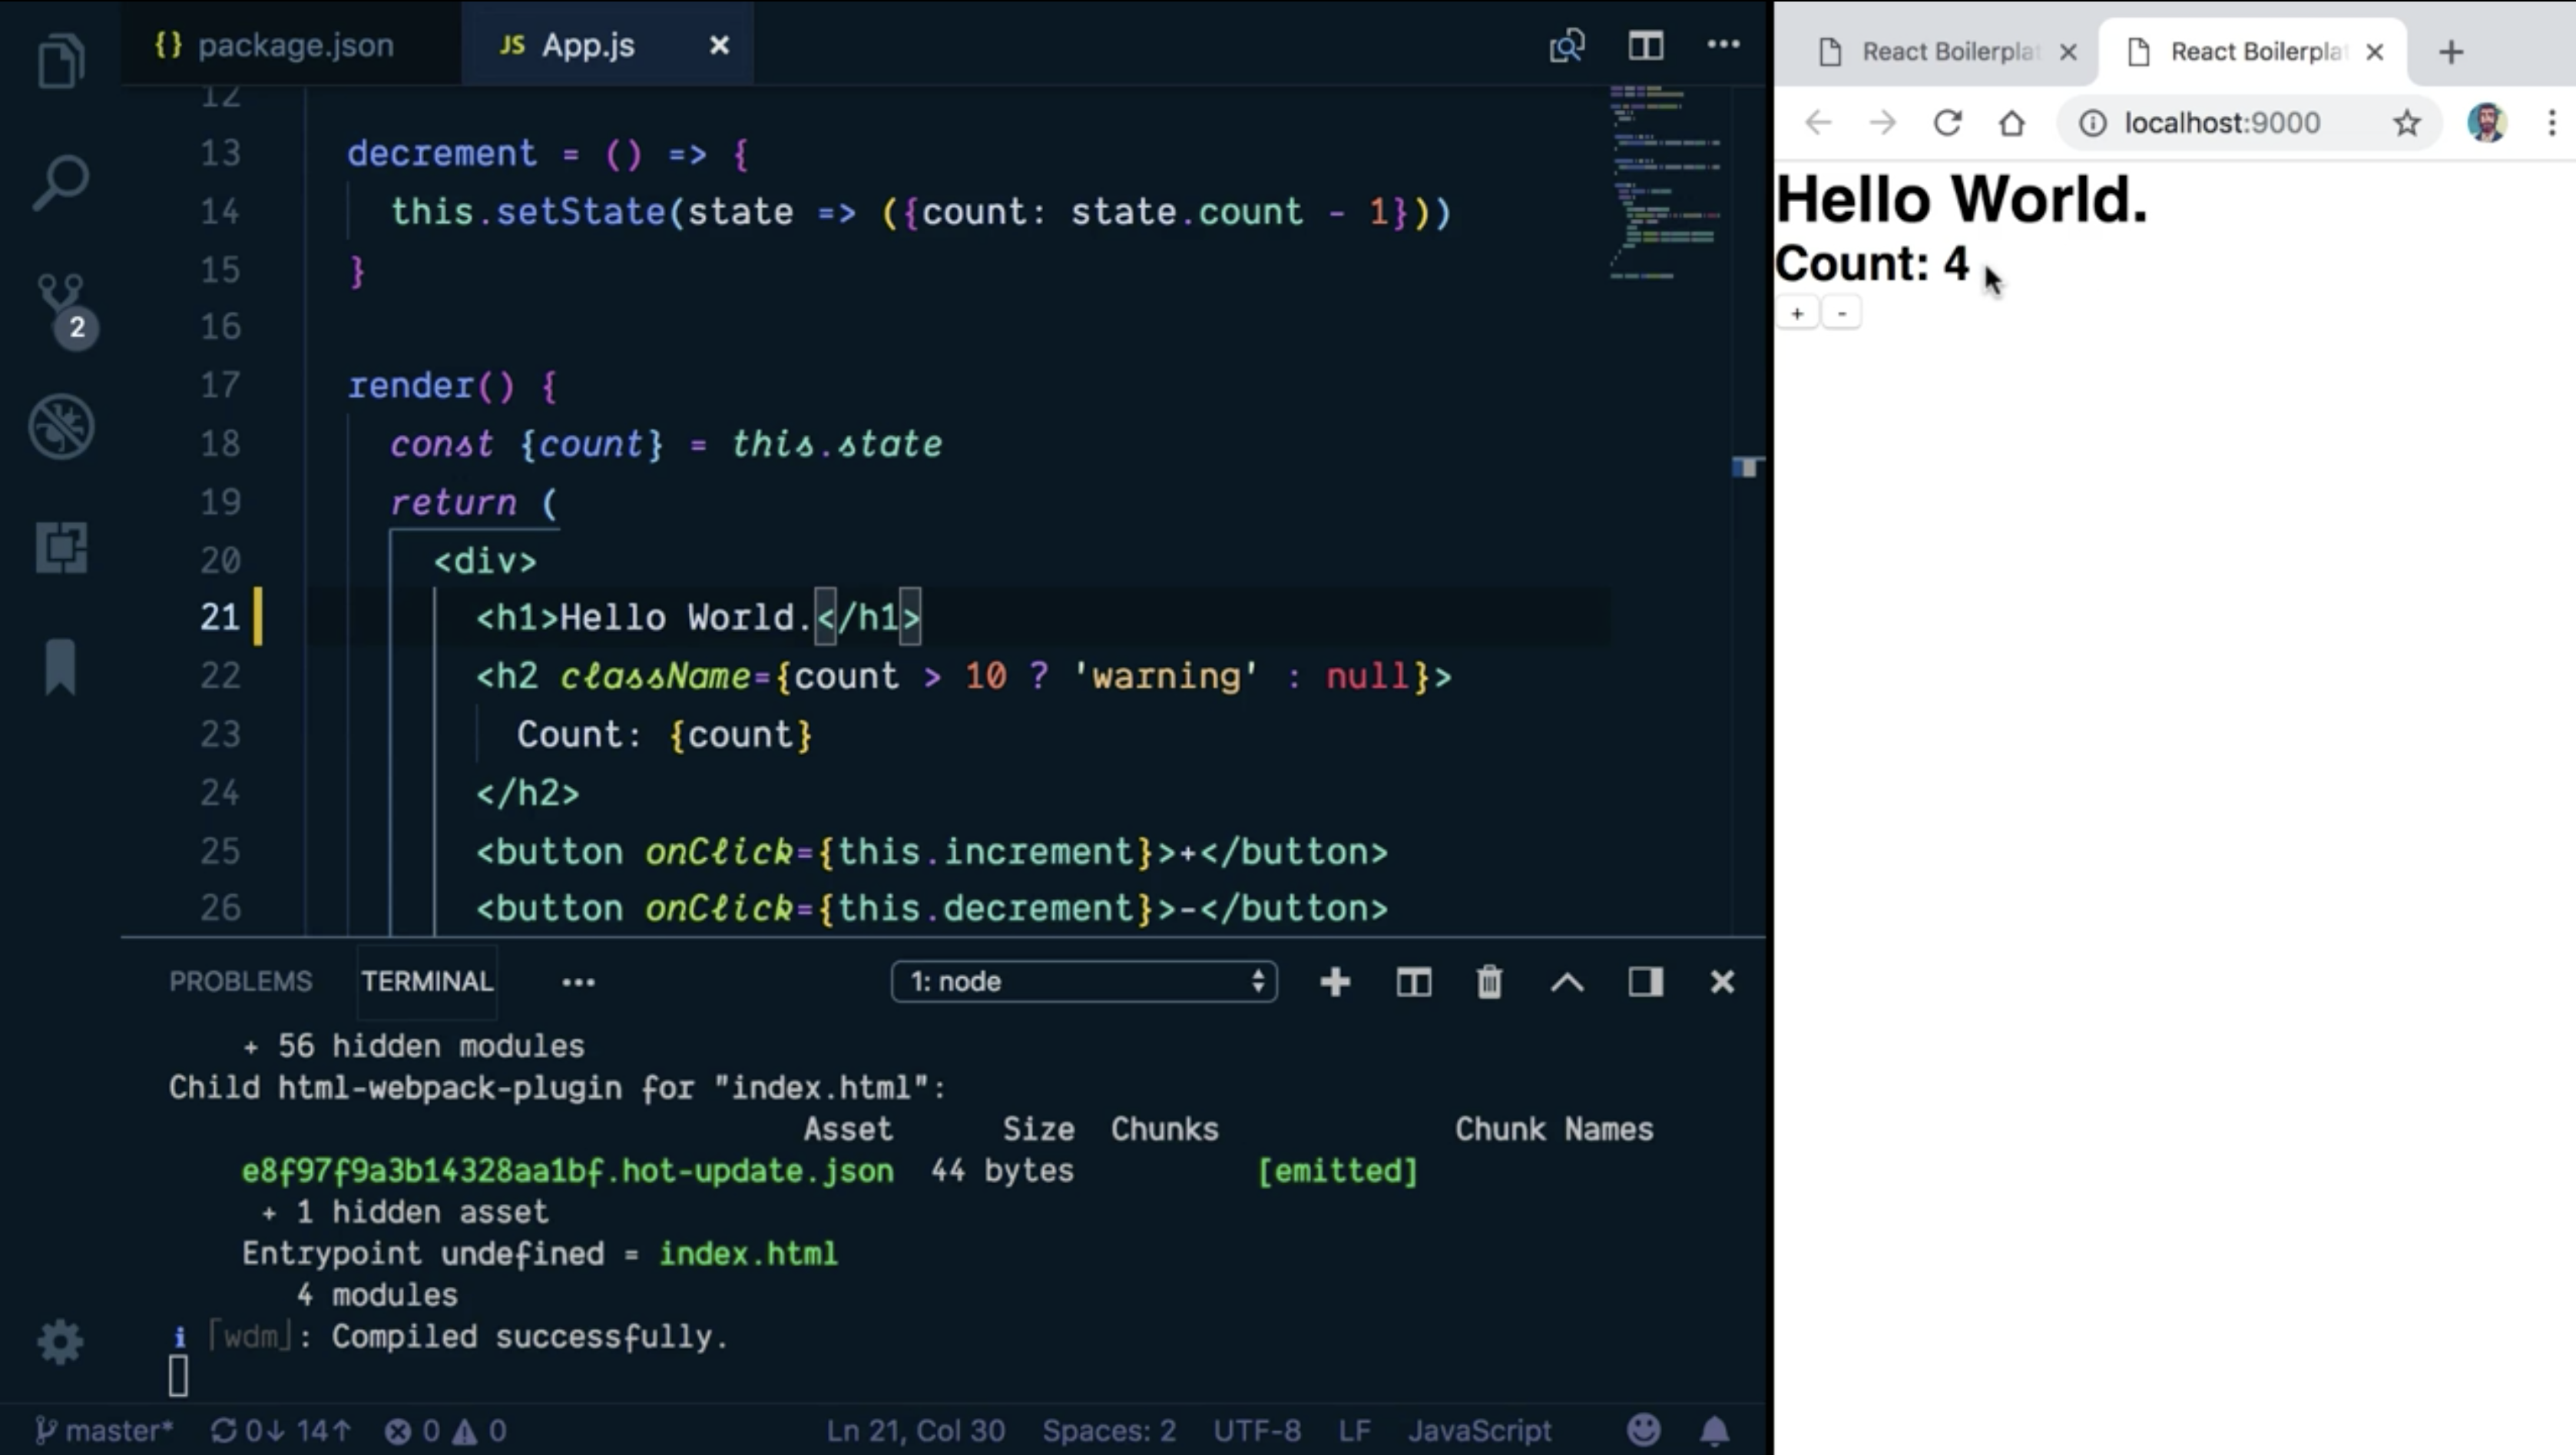 {} package.json
JS App.js
12
13 decrement = () => {
14 this.setState(state => ({count: state.count - 1}))
15 }
16
17 render() {
18 const {count} = this.state
19 return (
20 <div>
21 <h1>Hello World.</h1>
22 <h2 className={count > 10 ? 'warning' : null}>
23 Count: {count}
24 </h2>
25 <button onClick={this.increment}>+</button>
26 <button onClick={this.decrement}>-</button>
2
PROBLEMS TERMINAL ••• 1: node
+ 56 hidden modules
Child html-webpack-plugin for "index.html":
Asset Size Chunks Chunk Names
e8f97f9a3b14328aa1bf.hot-update.json 44 bytes [emitted]
+ 1 hidden asset
Entrypoint undefined = index.html
4 modules
i ｢wdm｣: Compiled successfully.
master* 0↓ 14↑ 0 0 Ln 21, Col 30 Spaces: 2 UTF-8 LF JavaScript
React Boilerplat React Boilerplat
localhost:9000
Hello World.
Count: 4
+ -